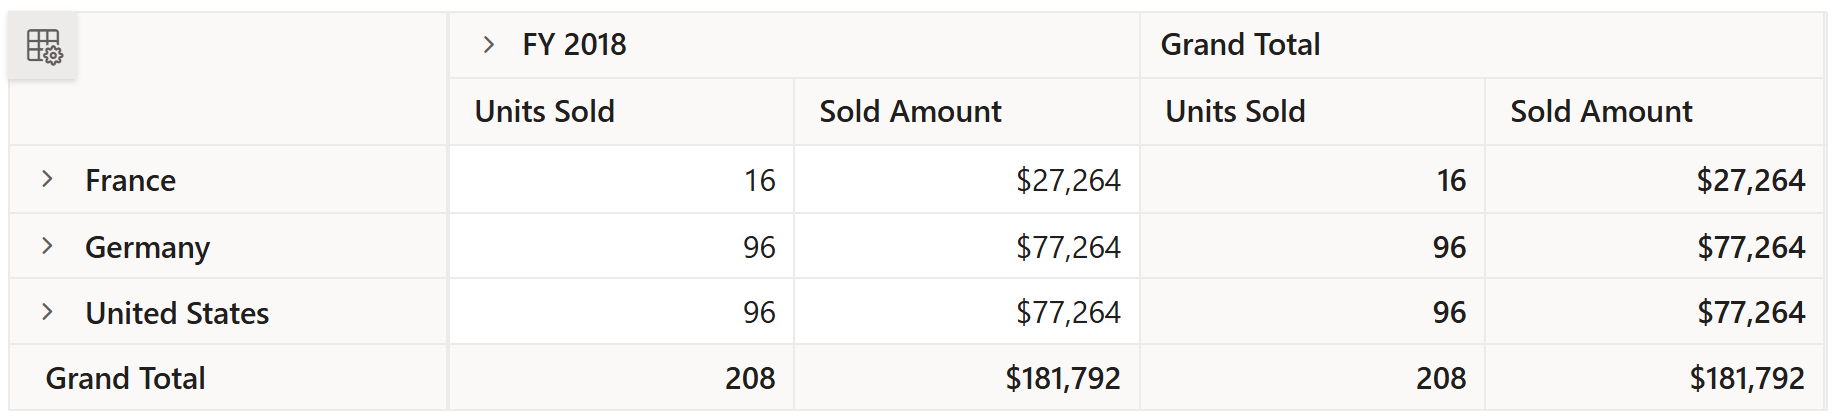 FY 2018 Grand Total
Units Sold Sold Amount Units Sold Sold Amount
France 16 $27,264 16 $27,264
Germany 96 $77,264 96 $77,264
United States 96 $77,264 96 $77,264
Grand Total 208 $181,792 208 $181,792